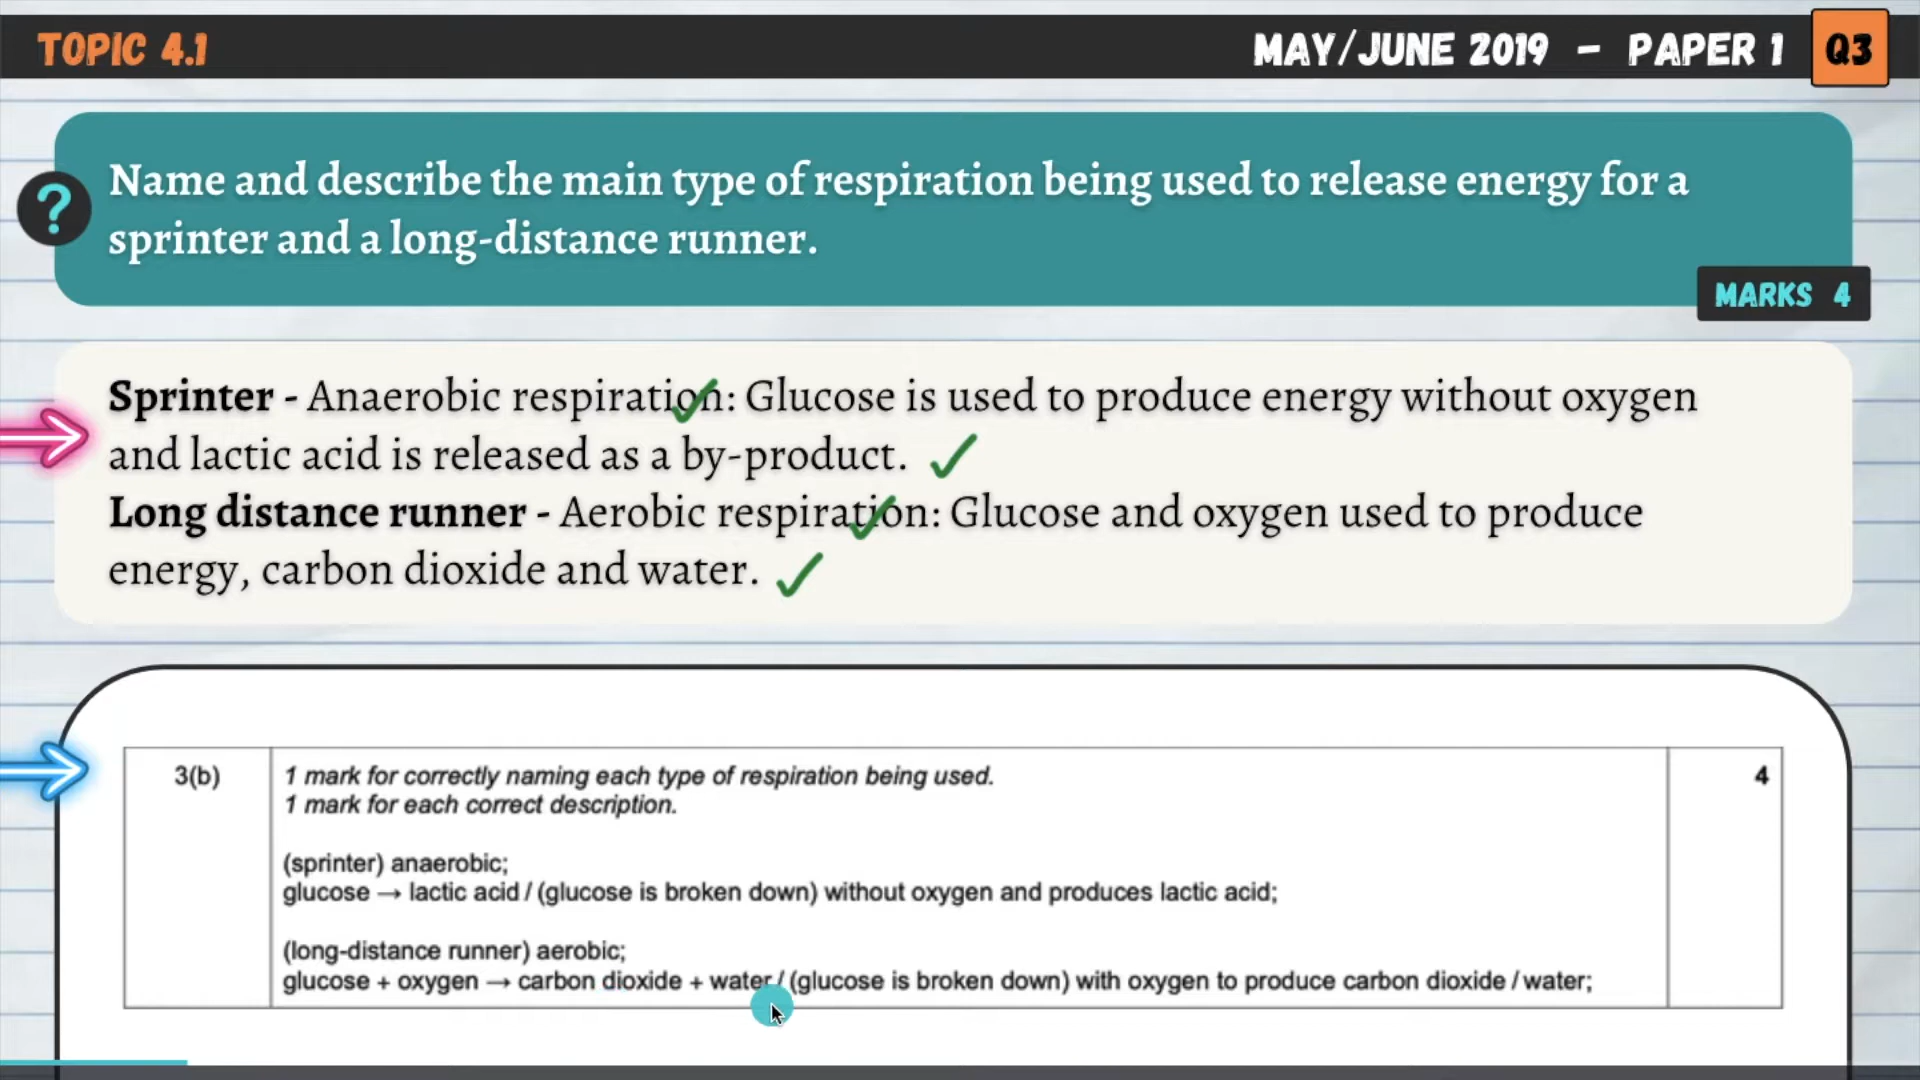 TOPIC 4.1
MAY/JUNE 2019 - PAPER 1 Q3
?
Name and describe the main type of respiration being used to release energy for a
sprinter and a long-distance runner.
MARKS 4
Sprinter - Anaerobic respiration: Glucose is used to produce energy without oxygen
and lactic acid is released as a by-product.
Long distance runner - Aerobic respiration: Glucose and oxygen used to produce
energy, carbon dioxide and water.
3(b)
1 mark for correctly naming each type of respiration being used.
4
1 mark for each correct description.
(sprinter) anaerobic;
glucose → lactic acid / (glucose is broken down) without oxygen and produces lactic acid;
(long-distance runner) aerobic;
glucose + oxygen → carbon dioxide + water / (glucose is broken down) with oxygen to produce carbon dioxide / water;